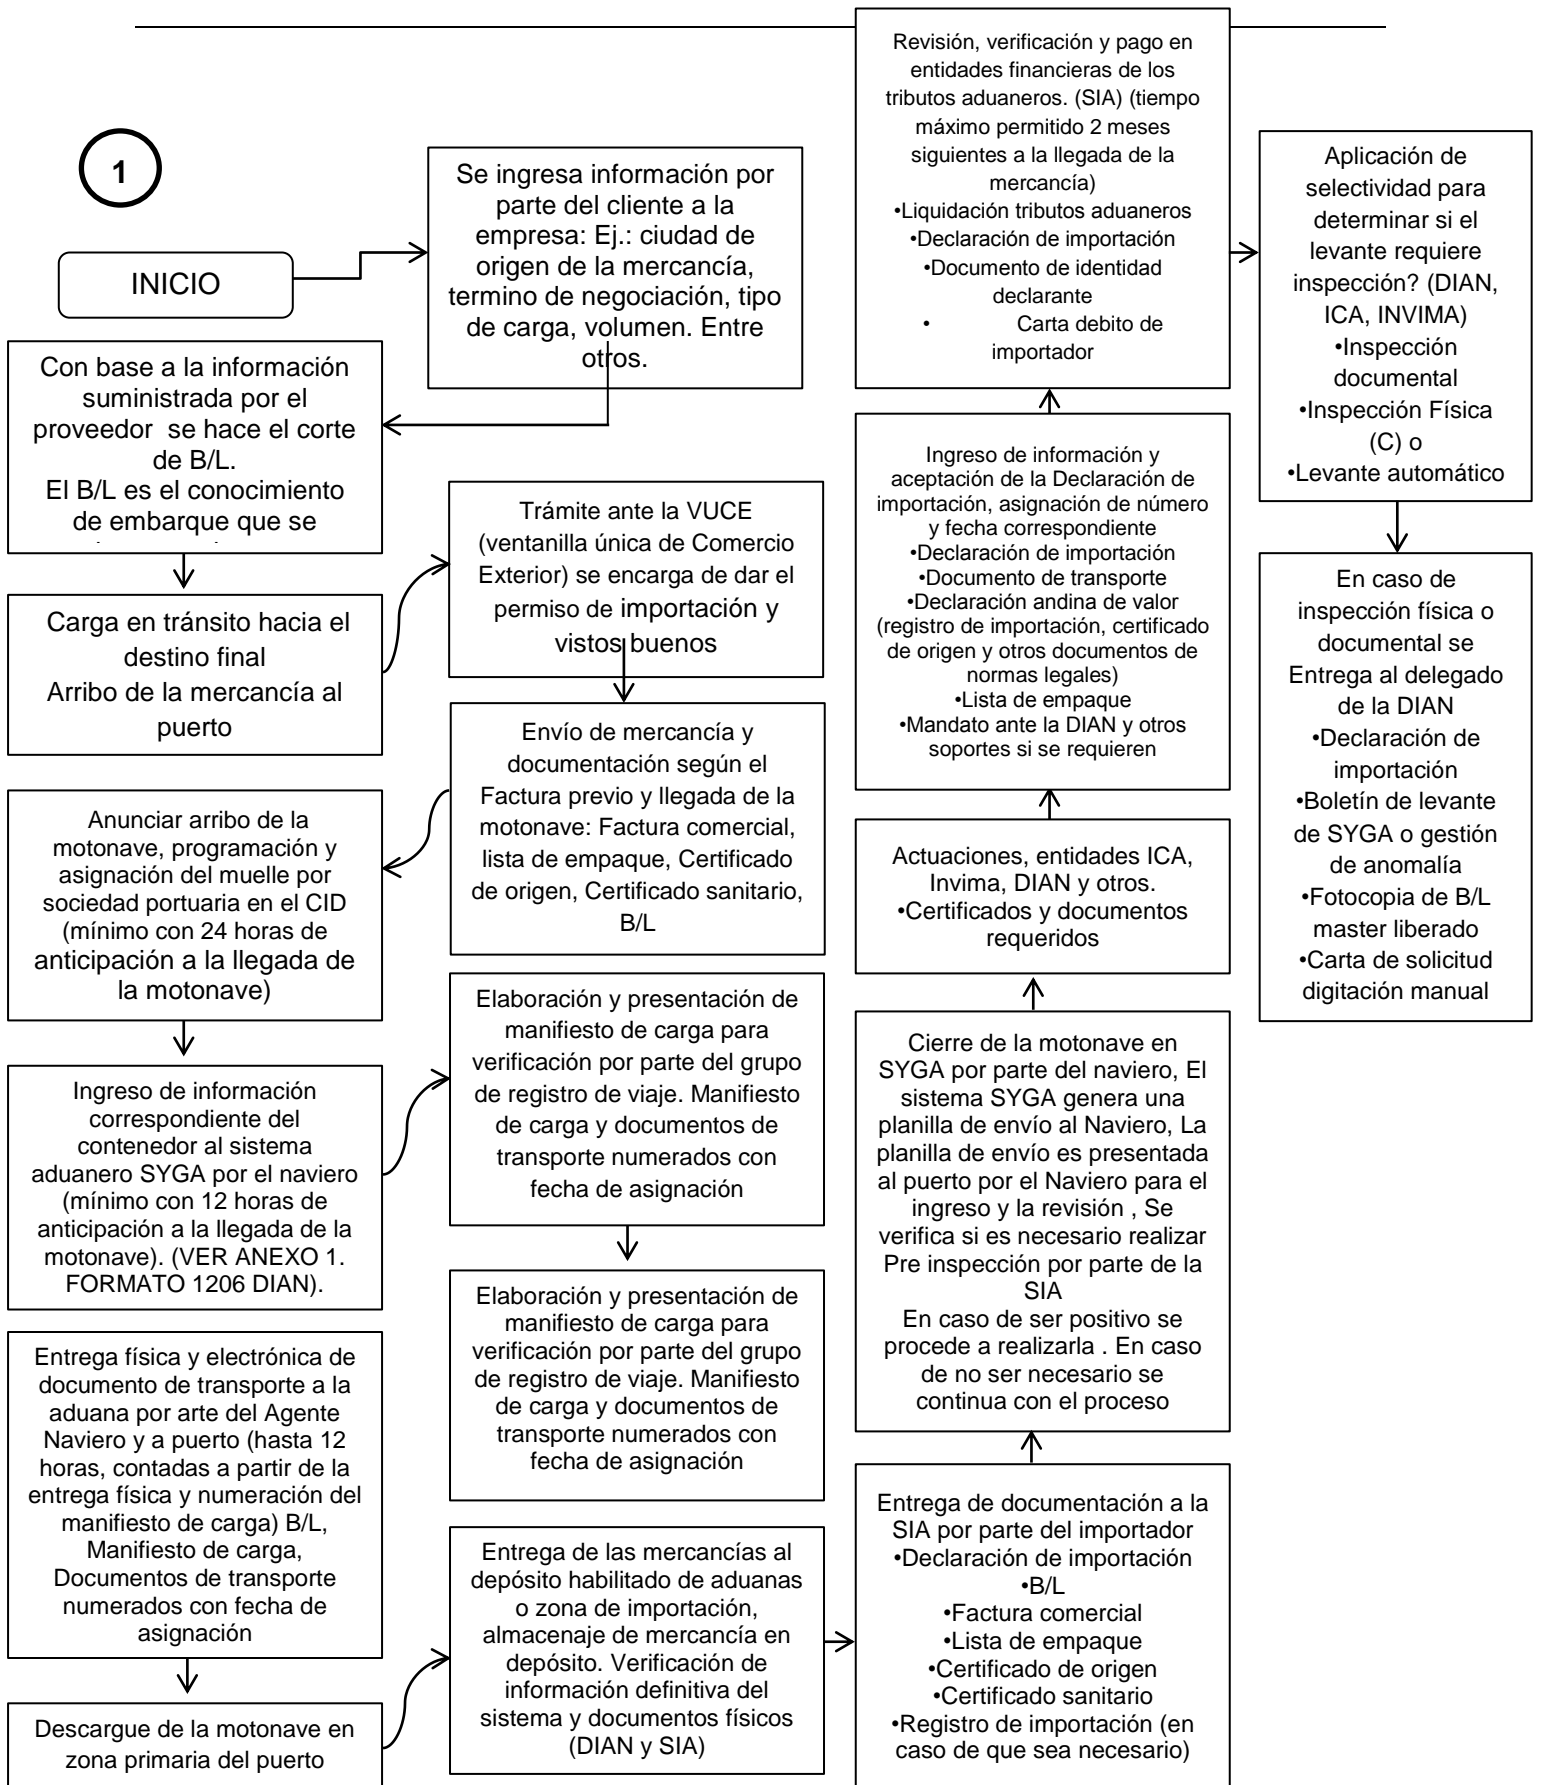 1
INICIO
Se ingresa información por
parte del cliente a la
empresa: Ej.: ciudad de
origen de la mercancía,
termino de negociación, tipo
de carga, volumen. Entre
otros.
Con base a la información
suministrada por el
proveedor se hace el corte
de B/L.
El B/L es el conocimiento
de embarque que se
Carga en tránsito hacia el
destino final
Arribo de la mercancía al
puerto
Trámite ante la VUCE
(ventanilla única de Comercio
Exterior) se encarga de dar el
permiso de importación y
vistos buenos
Envío de mercancía y
documentación según el
Factura previo y llegada de la
motonave: Factura comercial,
lista de empaque, Certificado
de origen, Certificado sanitario,
B/L
Anunciar arribo de la
motonave, programación y
asignación del muelle por
sociedad portuaria en el CID
(mínimo con 24 horas de
anticipación a la llegada de
la motonave)
Ingreso de información
correspondiente del
contenedor al sistema
aduanero SYGA por el naviero
(mínimo con 12 horas de
anticipación a la llegada de la
motonave). (VER ANEXO 1.
FORMATO 1206 DIAN).
Elaboración y presentación de
manifiesto de carga para
verificación por parte del grupo
de registro de viaje. Manifiesto
de carga y documentos de
transporte numerados con
fecha de asignación
Elaboración y presentación de
manifiesto de carga para
verificación por parte del grupo
de registro de viaje. Manifiesto
de carga y documentos de
transporte numerados con
fecha de asignación
Entrega física y electrónica de
documento de transporte a la
aduana por arte del Agente
Naviero y a puerto (hasta 12
horas, contadas a partir de la
entrega física y numeración del
manifiesto de carga) B/L,
Manifiesto de carga,
Documentos de transporte
numerados con fecha de
asignación
Descargue de la motonave en
zona primaria del puerto
Entrega de las mercancías al
depósito habilitado de aduanas
o zona de importación,
almacenaje de mercancía en
depósito. Verificación de
información definitiva del
sistema y documentos físicos
(DIAN y SIA)
Entrega de documentación a la
SIA por parte del importador
•Declaración de importación
•B/L
•Factura comercial
•Lista de empaque
•Certificado de origen
•Certificado sanitario
•Registro de importación (en
caso de que sea necesario)
Cierre de la motonave en
SYGA por parte del naviero, El
sistema SYGA genera una
planilla de envío al Naviero, La
planilla de envío es presentada
al puerto por el Naviero para el
ingreso y la revisión , Se
verifica si es necesario realizar
Pre inspección por parte de la
SIA
En caso de ser positivo se
procede a realizarla . En caso
de no ser necesario se
continua con el proceso
Actuaciones, entidades ICA,
Invima, DIAN y otros.
•Certificados y documentos
requeridos
Ingreso de información y
aceptación de la Declaración de
importación, asignación de número
y fecha correspondiente
•Declaración de importación
•Documento de transporte
•Declaración andina de valor
(registro de importación, certificado
de origen y otros documentos de
normas legales)
•Lista de empaque
•Mandato ante la DIAN y otros
soportes si se requieren
Revisión, verificación y pago en
entidades financieras de los
tributos aduaneros. (SIA) (tiempo
máximo permitido 2 meses
siguientes a la llegada de la
mercancía)
•Liquidación tributos aduaneros
•Declaración de importación
•Documento de identidad
declarante
• Carta debito de
importador
Aplicación de
selectividad para
determinar si el
levante requiere
inspección? (DIAN,
ICA, INVIMA)
•Inspección
documental
•Inspección Física
(C) o
•Levante automático
En caso de
inspección física o
documental se
Entrega al delegado
de la DIAN
•Declaración de
importación
•Boletín de levante
de SYGA o gestión
de anomalía
•Fotocopia de B/L
master liberado
•Carta de solicitud
digitación manual